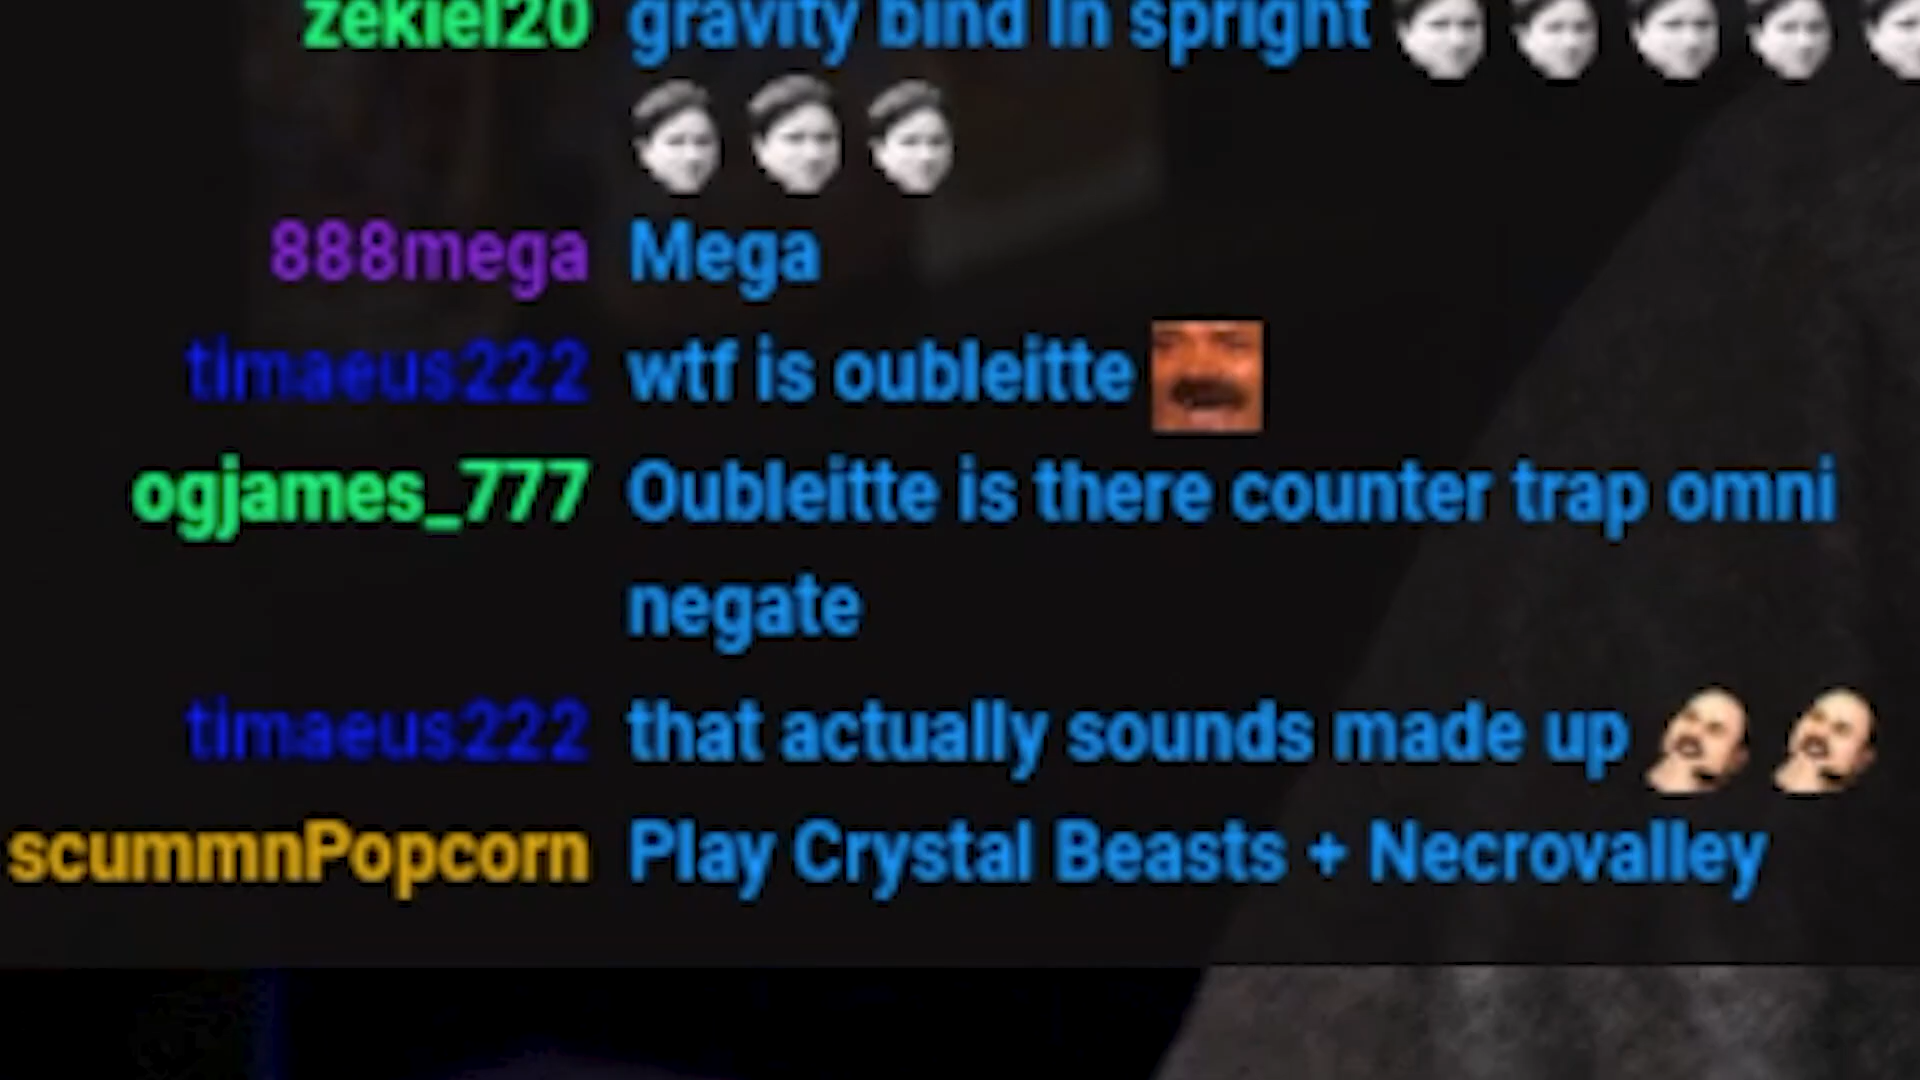 zekiel20 gravity bind in spright
888mega Mega
timaeus222 wtf is oubleitte
ogjames_777 Oubleitte is there counter trap omni
negate
timaeus222 that actually sounds made up
scummnPopcorn Play Crystal Beasts + Necrovalley